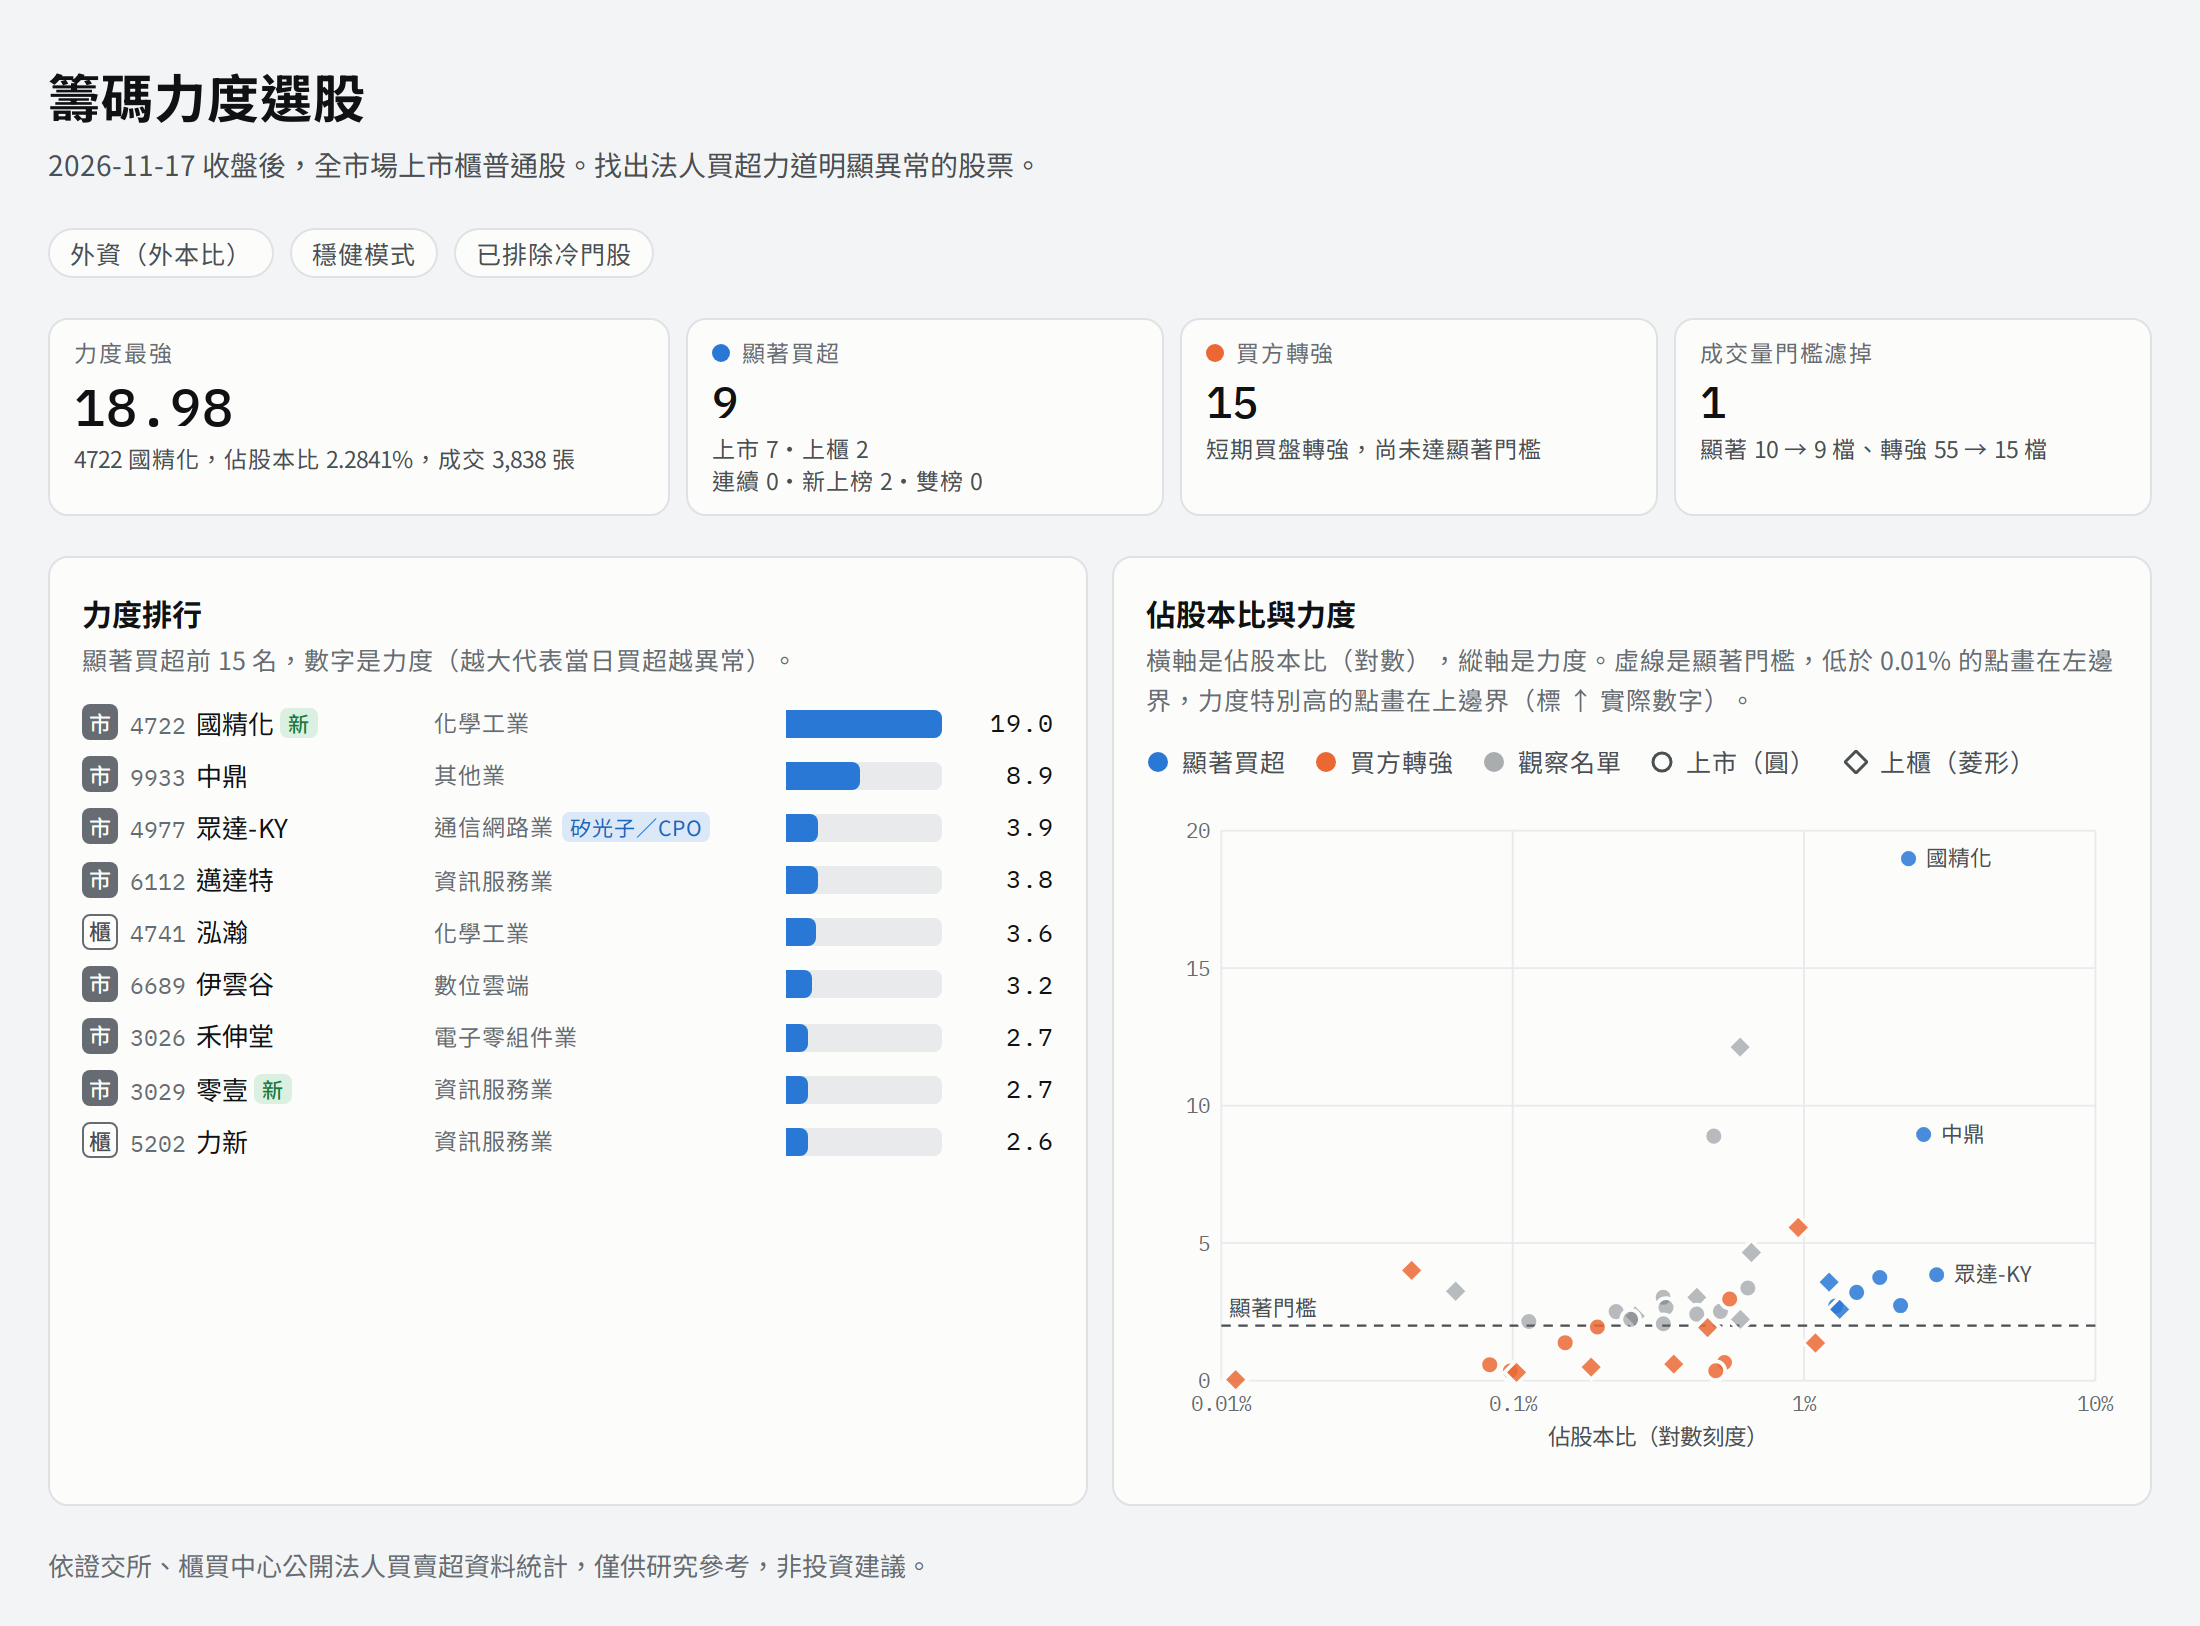 籌碼力度選股
2026-11-17 收盤後，全市場上市櫃普通股。找出法人買超力道明顯異常的股票。
外資（外本比） 穩健模式 已排除冷門股
力度最強
18.98
4722 國精化，佔股本比 2.2841%，成交 3,838 張
顯著買超
9
上市 7・上櫃 2
連續 0・新上榜 2・雙榜 0
買方轉強
15
短期買盤轉強，尚未達顯著門檻
成交量門檻濾掉
1
顯著 10 → 9 檔、轉強 55 → 15 檔
力度排行
顯著買超前 15 名，數字是力度（越大代表當日買超越異常）。
市 4722 國精化 新 化學工業 19.0
市 9933 中鼎 其他業 8.9
市 4977 眾達-KY 通信網路業 矽光子／CPO 3.9
市 6112 邁達特 資訊服務業 3.8
櫃 4741 泓瀚 化學工業 3.6
市 6689 伊雲谷 數位雲端 3.2
市 3026 禾伸堂 電子零組件業 2.7
市 3029 零壹 新 資訊服務業 2.7
櫃 5202 力新 資訊服務業 2.6
佔股本比與力度
橫軸是佔股本比（對數），縱軸是力度。虛線是顯著門檻，低於 0.01% 的點畫在左邊
界，力度特別高的點畫在上邊界（標 ↑ 實際數字）。
顯著買超 買方轉強 觀察名單 上市（圓） 上櫃（菱形）
20
國精化
15
10
中鼎
5
眾達-KY
顯著門檻
0
0.01% 0.1% 1% 10%
佔股本比（對數刻度）
依證交所、櫃買中心公開法人買賣超資料統計，僅供研究參考，非投資建議。